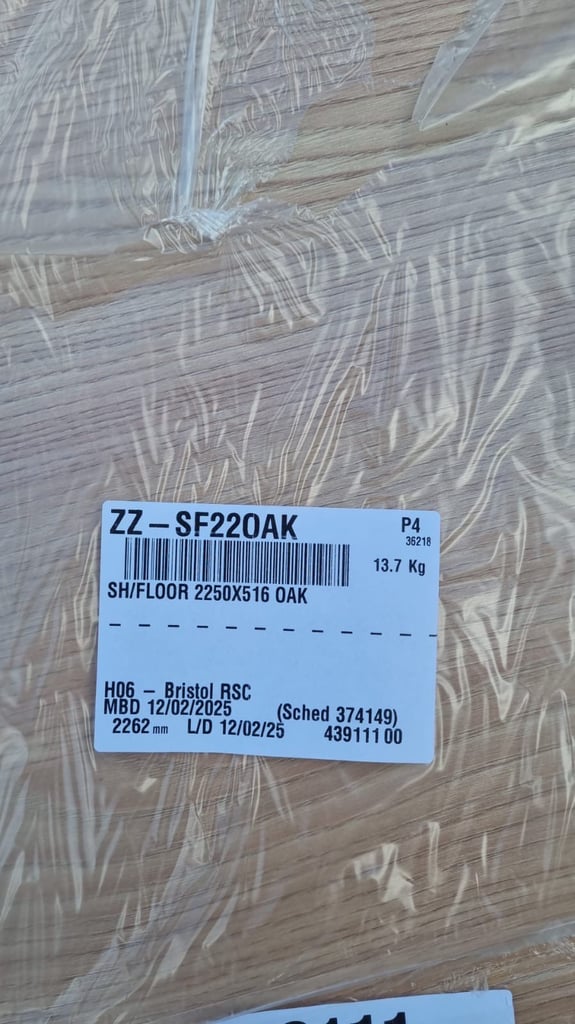 ZZ – SF22OAK
P4
36218
13.7 Kg
SH/FLOOR 2250X516 OAK
H06 – Bristol RSC
MBD 12/02/2025 (Sched 374149)
2262 mm L/D 12/02/25 43911100